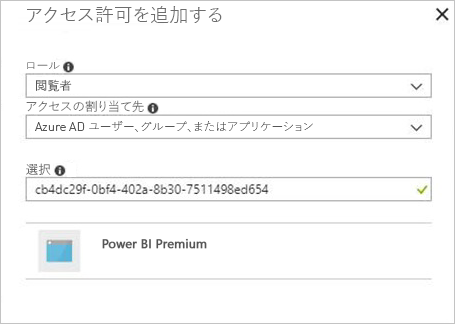 アクセス許可を追加する
ロール
閲覧者
アクセスの割り当て先
Azure AD ユーザー、グループ、またはアプリケーション
選択
cb4dc29f-0bf4-402a-8b30-7511498ed654
Power BI Premium